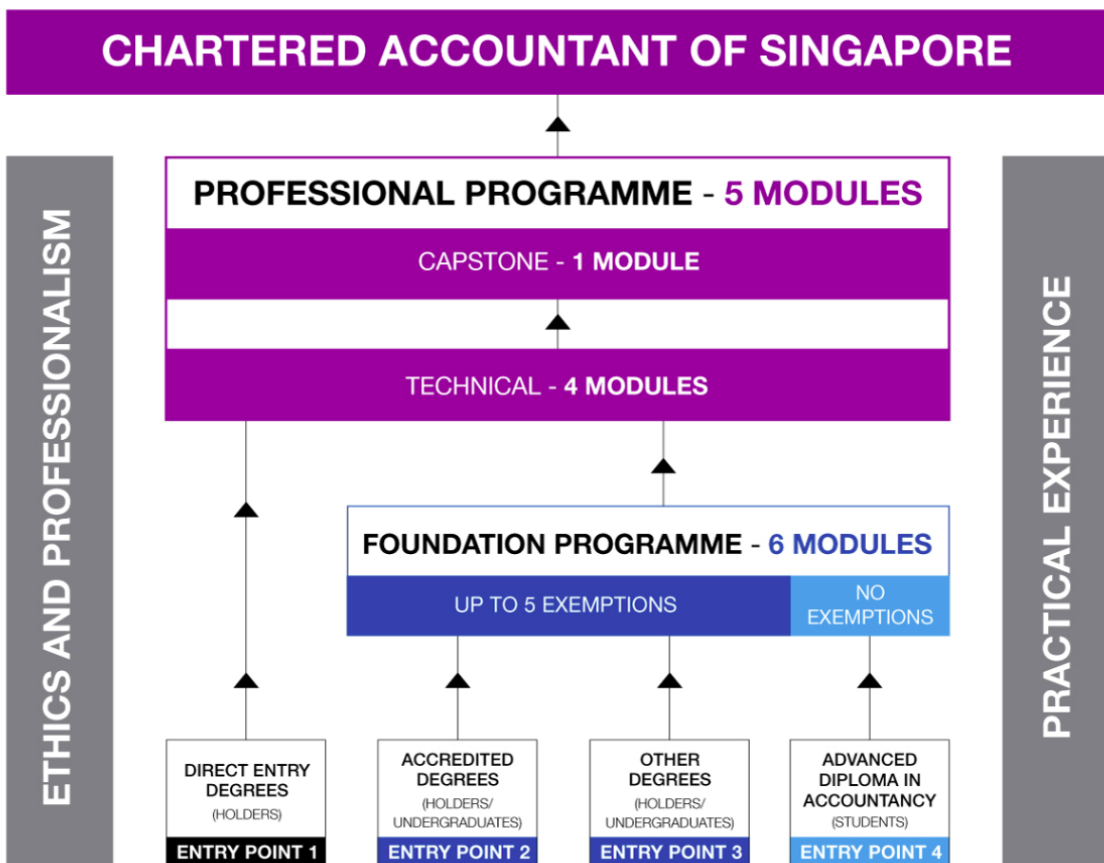 CHARTERED ACCOUNTANT OF SINGAPORE
ETHICS AND PROFESSIONALISM
PROFESSIONAL PROGRAMME - 5 MODULES
CAPSTONE - 1 MODULE
TECHNICAL - 4 MODULES
FOUNDATION PROGRAMME - 6 MODULES
UP TO 5 EXEMPTIONS
NO
EXEMPTIONS
DIRECT ENTRY
DEGREES
(HOLDERS)
ENTRY POINT 1
ACCREDITED
DEGREES
(HOLDERS/
UNDERGRADUATES)
ENTRY POINT 2
OTHER
DEGREES
(HOLDERS/
UNDERGRADUATES)
ENTRY POINT 3
ADVANCED
DIPLOMA IN
ACCOUNTANCY
(STUDENTS)
ENTRY POINT 4
PRACTICAL EXPERIENCE